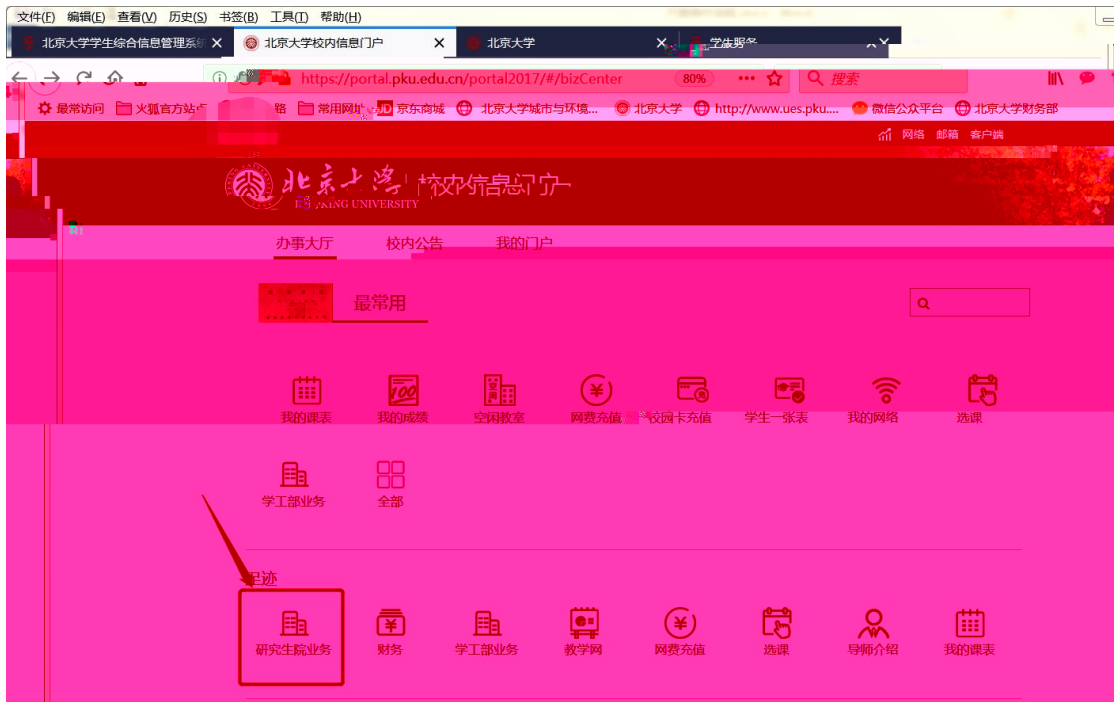 文件(F) 编辑(E) 查看(V) 历史(S) 书签(B) 工具(T) 帮助(H)
北京大学学生综合信息管理系统 北京大学校内信息门户 北京大学
https://portal.pku.edu.cn/portal2017/#/bizCenter 80% 搜索
最常访问 火狐官方站点 常用网址 JD 京东商城 北京大学城市与环境... 北京大学 http://www.ues.pku.... 微信公众平台 北京大学财务部
网络 邮箱 客户端
北京大学 校内信息门户
UNIVERSITY
办事大厅 校内公告 我的门户
最常用
我的课表 我的成绩 空闲教室 网费充值 校园卡充值 学生一张表 我的网络 选课
学工部业务 全部
足迹
研究生院业务 财务 学工部业务 教学网 网费充值 选课 导师介绍 我的课表